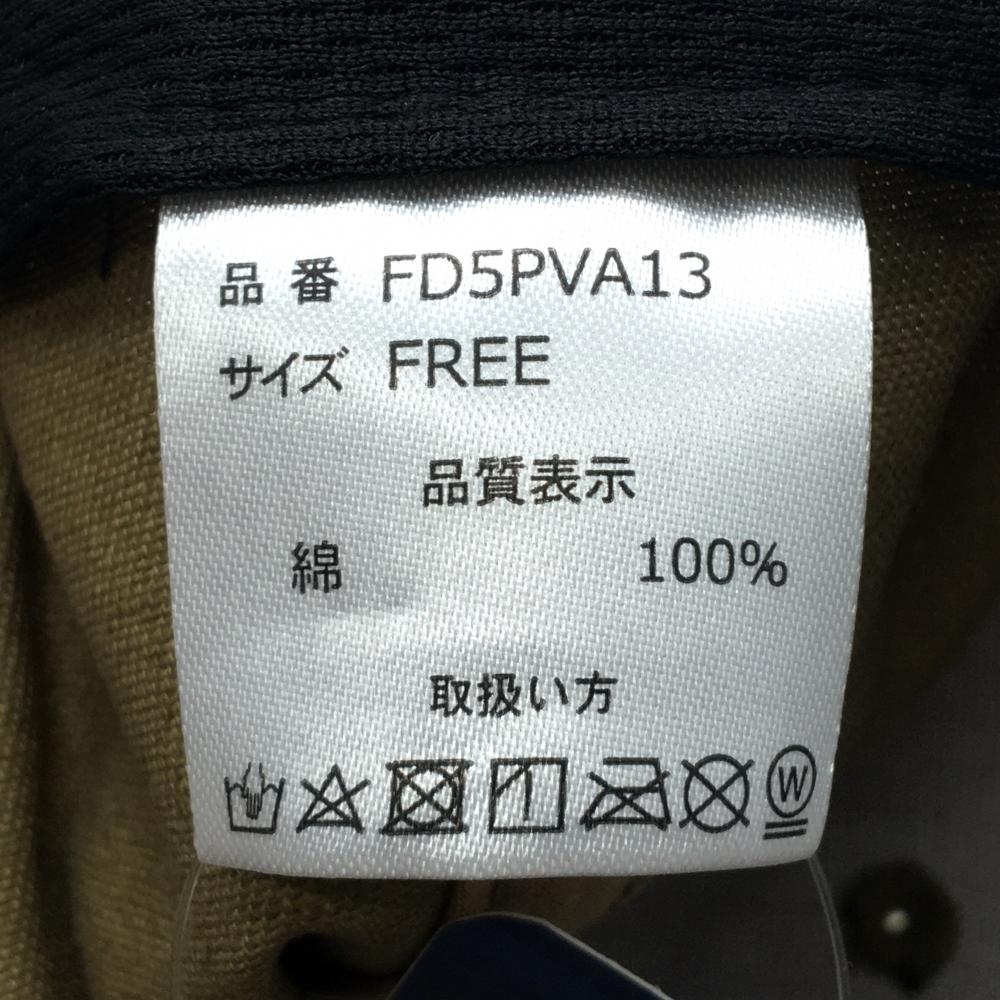 品番 FD5PVA13
サイズ FREE
品質表示
綿 100%
取扱い方
W